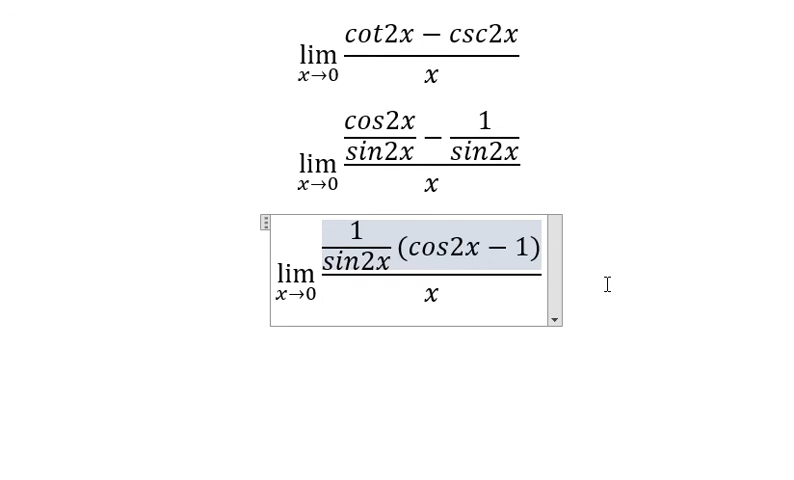 lim x→0 (cot2x − csc2x)/x
lim x→0 (cos2x/sin2x − 1/sin2x)/x
lim x→0 (1/sin2x (cos2x − 1))/x